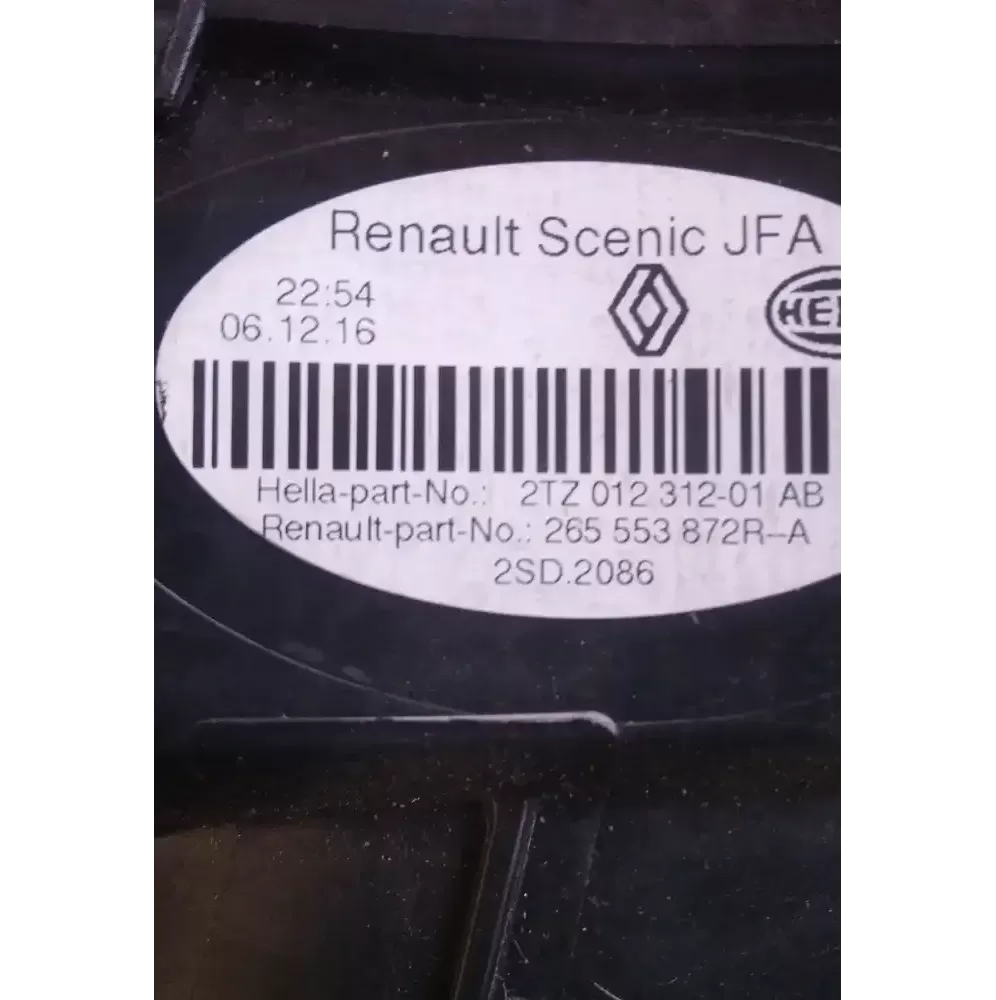 Renault Scenic JFA
22:54
06.12.16
Hella-part-No.: 2TZ 012 312-01 AB
Renault-part-No.: 265 553 872R-A
2SD.2086